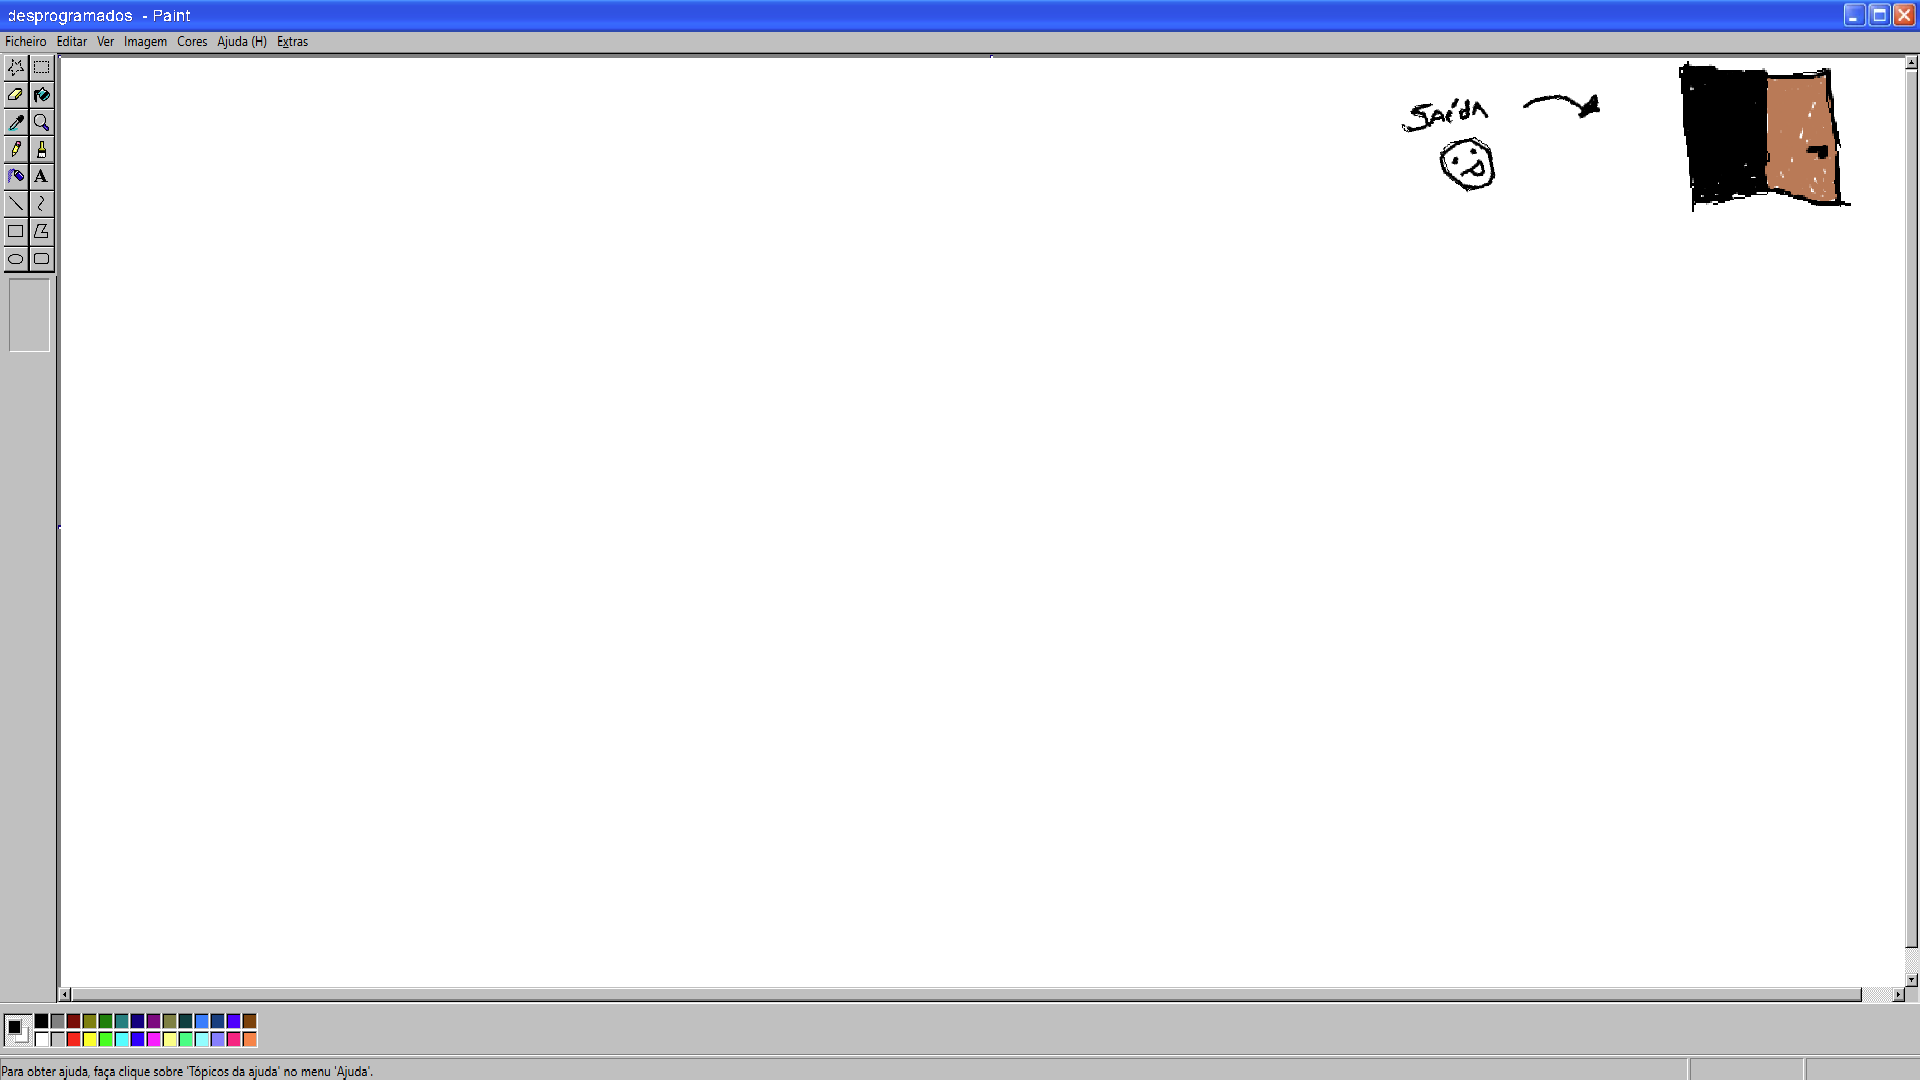 desprogramados - Paint
Ficheiro Editar Ver Imagem Cores Ajuda (H) Extras
A
Saída
Para obter ajuda, faça clique sobre 'Tópicos da ajuda' no menu 'Ajuda'.